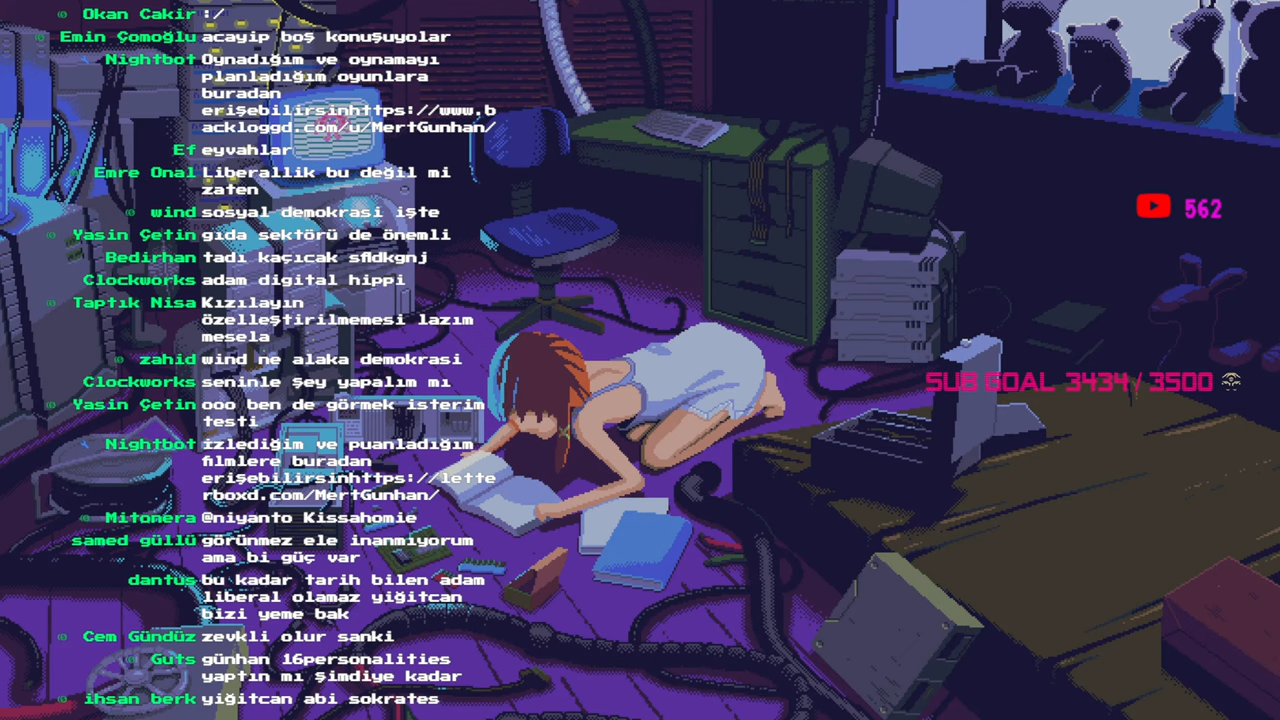 Okan Cakir :/
Emin Çomoğlu acayip boş konuşuyolar
Nightbot Oynadığım ve oynamayı
planladığım oyunlara
buradan
erişebilirsinhttps://www.b
ackloggd.com/u/MertGunhan/
Ef eyvahlar
Emre Onal Liberallik bu değil mi
zaten
wind sosyal demokrasi işte
Yasin Çetin gıda sektörü de önemli
Bedirhan tadı kaçıcak sfldkgnj
Clockworks adam digital hippi
Taptık Nisa Kızılayın
özelleştirilmemesi lazım
mesela
zahid wind ne alaka demokrasi
Clockworks seninle şey yapalım mı
Yasin Çetin ooo ben de görmek isterim
testi
Nightbot izlediğim ve puanladığım
filmlere buradan
erişebilirsinhttps://lette
rboxd.com/MertGunhan/
Mitomera @niyanto Kissahomie
samed güllü görünmez ele inanmıyorum
ama bi güç var
dantus bu kadar tarih bilen adam
liberal olamaz yiğitcan
bizi yeme bak
Cem Gündüz zevkli olur sanki
Guts günhan 16personalities
yaptın mı şimdiye kadar
ihsan berk yiğitcan abi sokrates
562
SUB GOAL 3434 / 3500